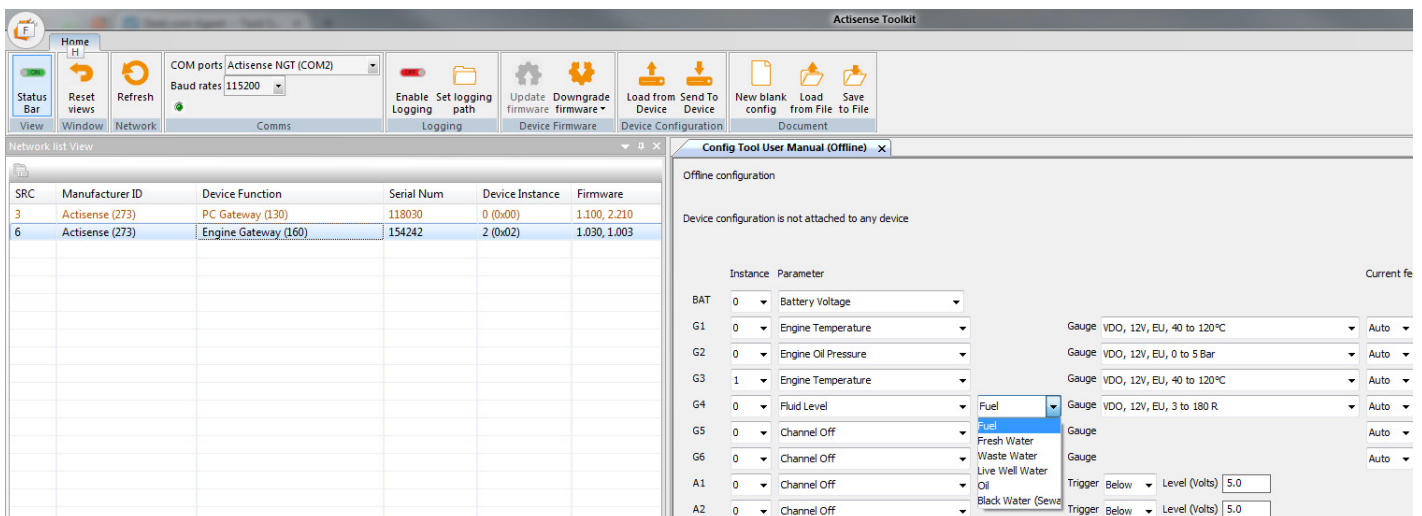 Actisense Toolkit
F
Home
H
ON
Status Bar
Reset views
Refresh
COM ports Actisense NGT (COM2)
Baud rates 115200
OFF
Enable Logging
Set logging path
Update firmware
Downgrade firmware
Load from Device
Send To Device
New blank config
Load from File
Save to File
View Window Network Comms Logging Device Firmware Device Configuration Document
Network list View
SRC Manufacturer ID Device Function Serial Num Device Instance Firmware
3 Actisense (273) PC Gateway (130) 118030 0 (0x00) 1.100, 2.210
6 Actisense (273) Engine Gateway (160) 154242 2 (0x02) 1.030, 1.003
Config Tool User Manual (Offline) x
Offline configuration
Device configuration is not attached to any device
Instance Parameter Current fe
BAT 0 Battery Voltage
G1 0 Engine Temperature Gauge VDO, 12V, EU, 40 to 120°C Auto
G2 0 Engine Oil Pressure Gauge VDO, 12V, EU, 0 to 5 Bar Auto
G3 1 Engine Temperature Gauge VDO, 12V, EU, 40 to 120°C Auto
G4 0 Fluid Level Fuel Gauge VDO, 12V, EU, 3 to 180 R Auto
G5 0 Channel Off Gauge Auto
G6 0 Channel Off Gauge Auto
A1 0 Channel Off Trigger Below Level (Volts) 5.0
A2 0 Channel Off Trigger Below Level (Volts) 5.0
Fuel
Fresh Water
Waste Water
Live Well Water
Oil
Black Water (Sewa